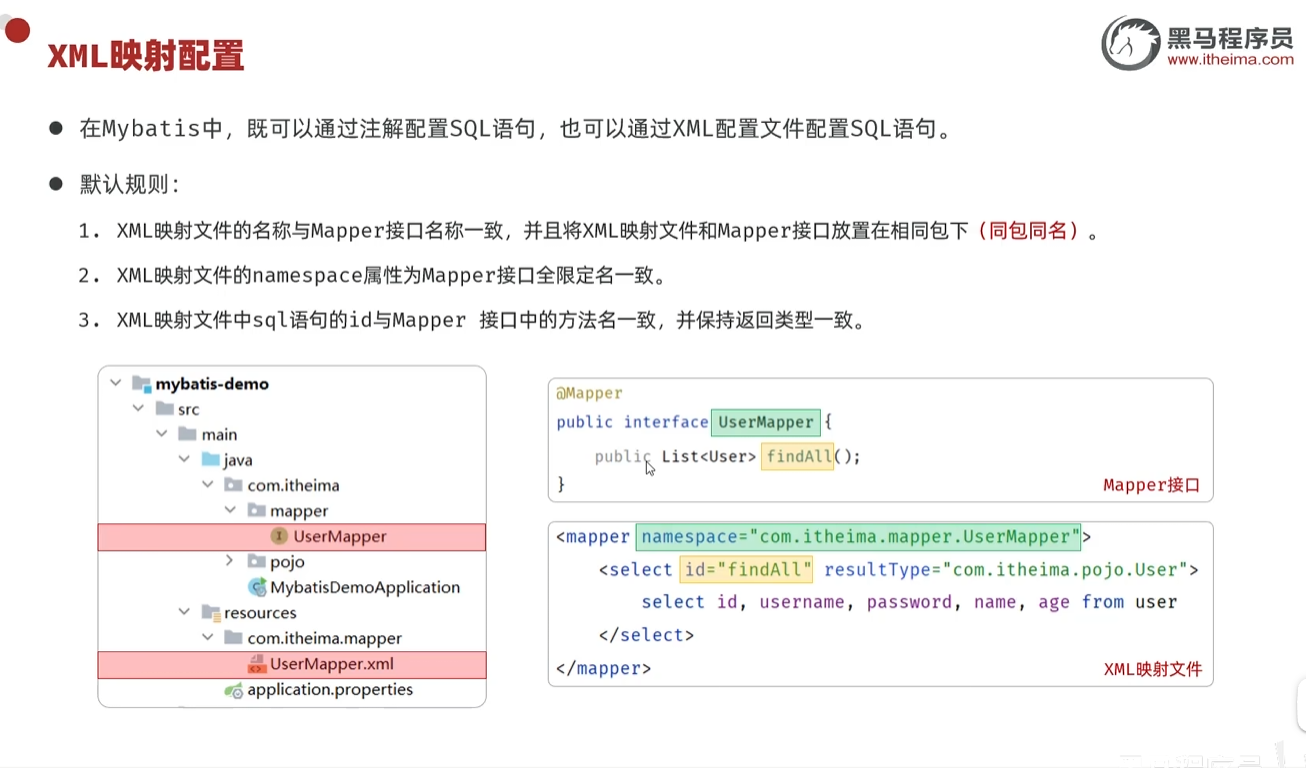 XML映射配置
黑马程序员
www.itheima.com
● 在Mybatis中，既可以通过注解配置SQL语句，也可以通过XML配置文件配置SQL语句。
● 默认规则：
1. XML映射文件的名称与Mapper接口名称一致，并且将XML映射文件和Mapper接口放置在相同包下（同包同名）。
2. XML映射文件的namespace属性为Mapper接口全限定名一致。
3. XML映射文件中sql语句的id与Mapper 接口中的方法名一致，并保持返回类型一致。
mybatis-demo
src
main
java
com.itheima
mapper
UserMapper
pojo
MybatisDemoApplication
resources
com.itheima.mapper
UserMapper.xml
application.properties
@Mapper
public interface UserMapper {
public List<User> findAll();
}
Mapper接口
<mapper namespace="com.itheima.mapper.UserMapper">
<select id="findAll" resultType="com.itheima.pojo.User">
select id, username, password, name, age from user
</select>
</mapper>
XML映射文件